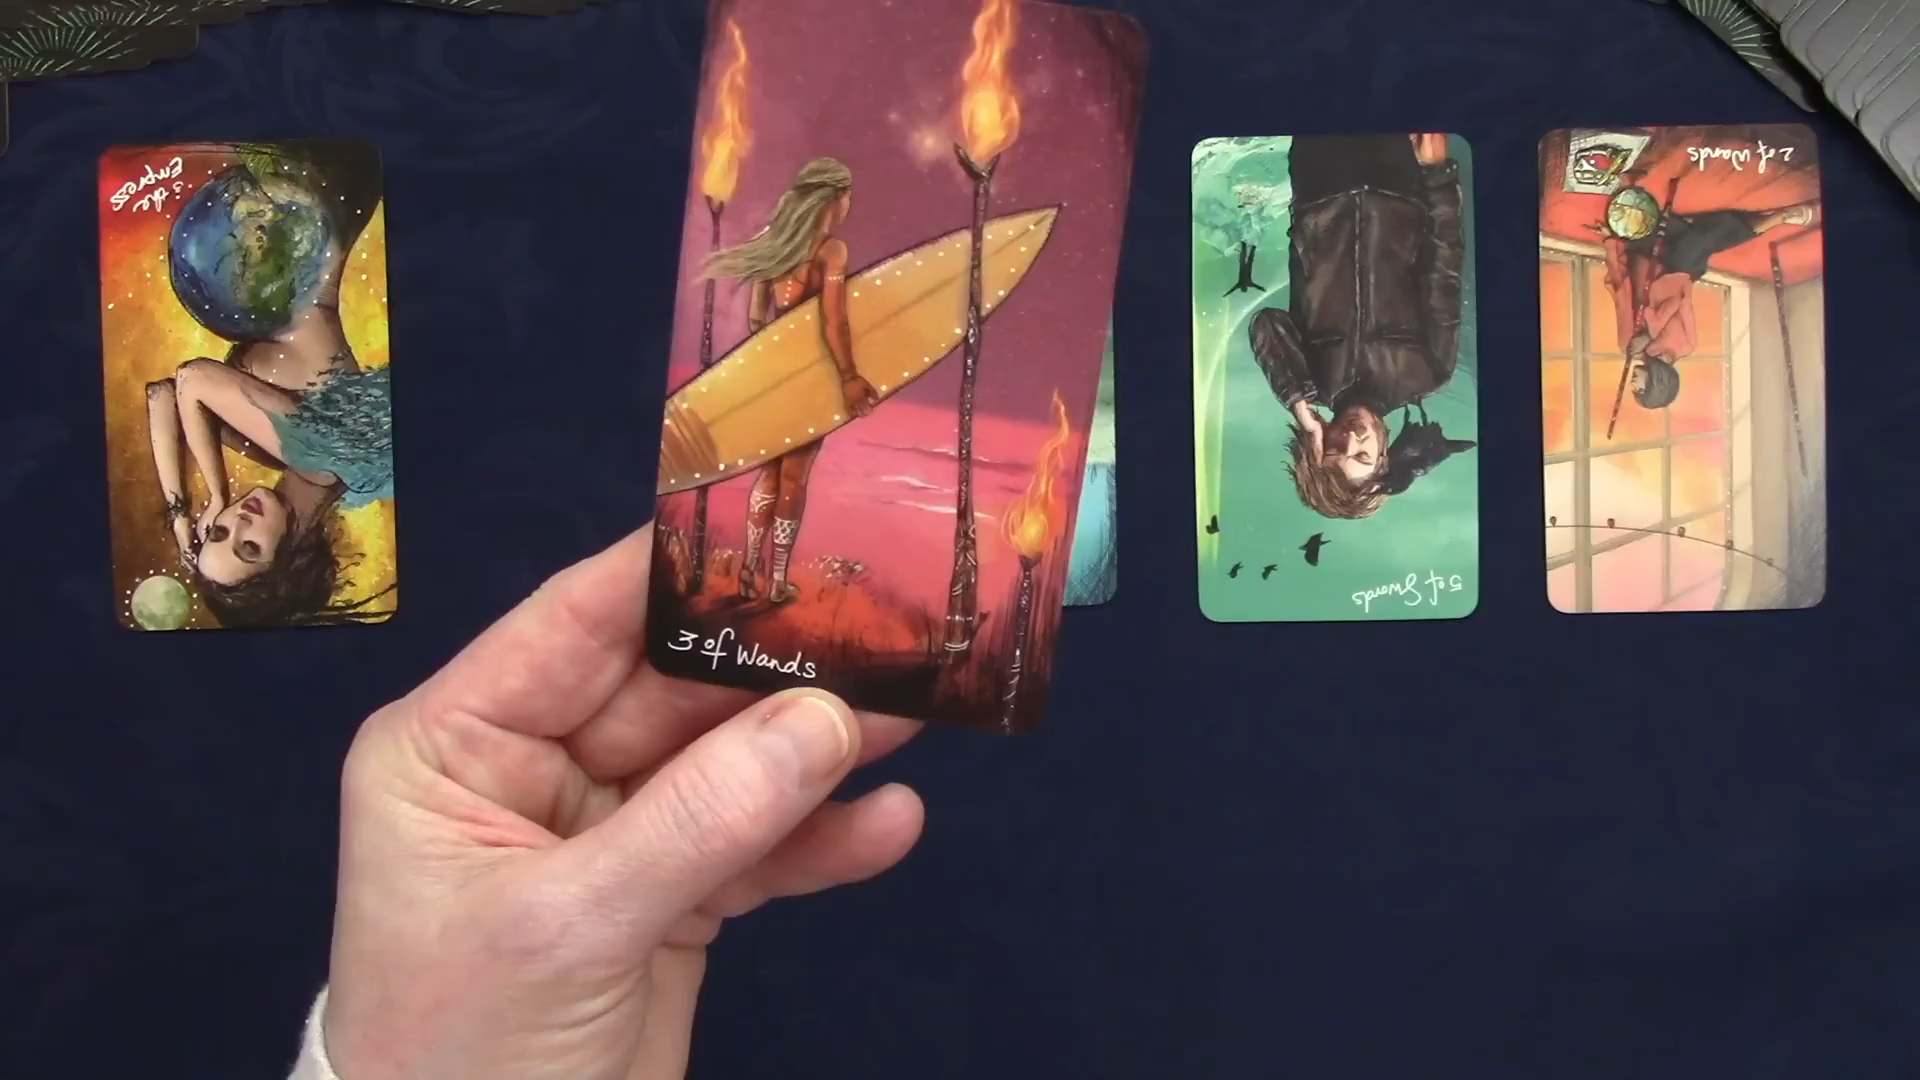 3 the
Empress
3 of Wands
5 of Swords
2 of Wands